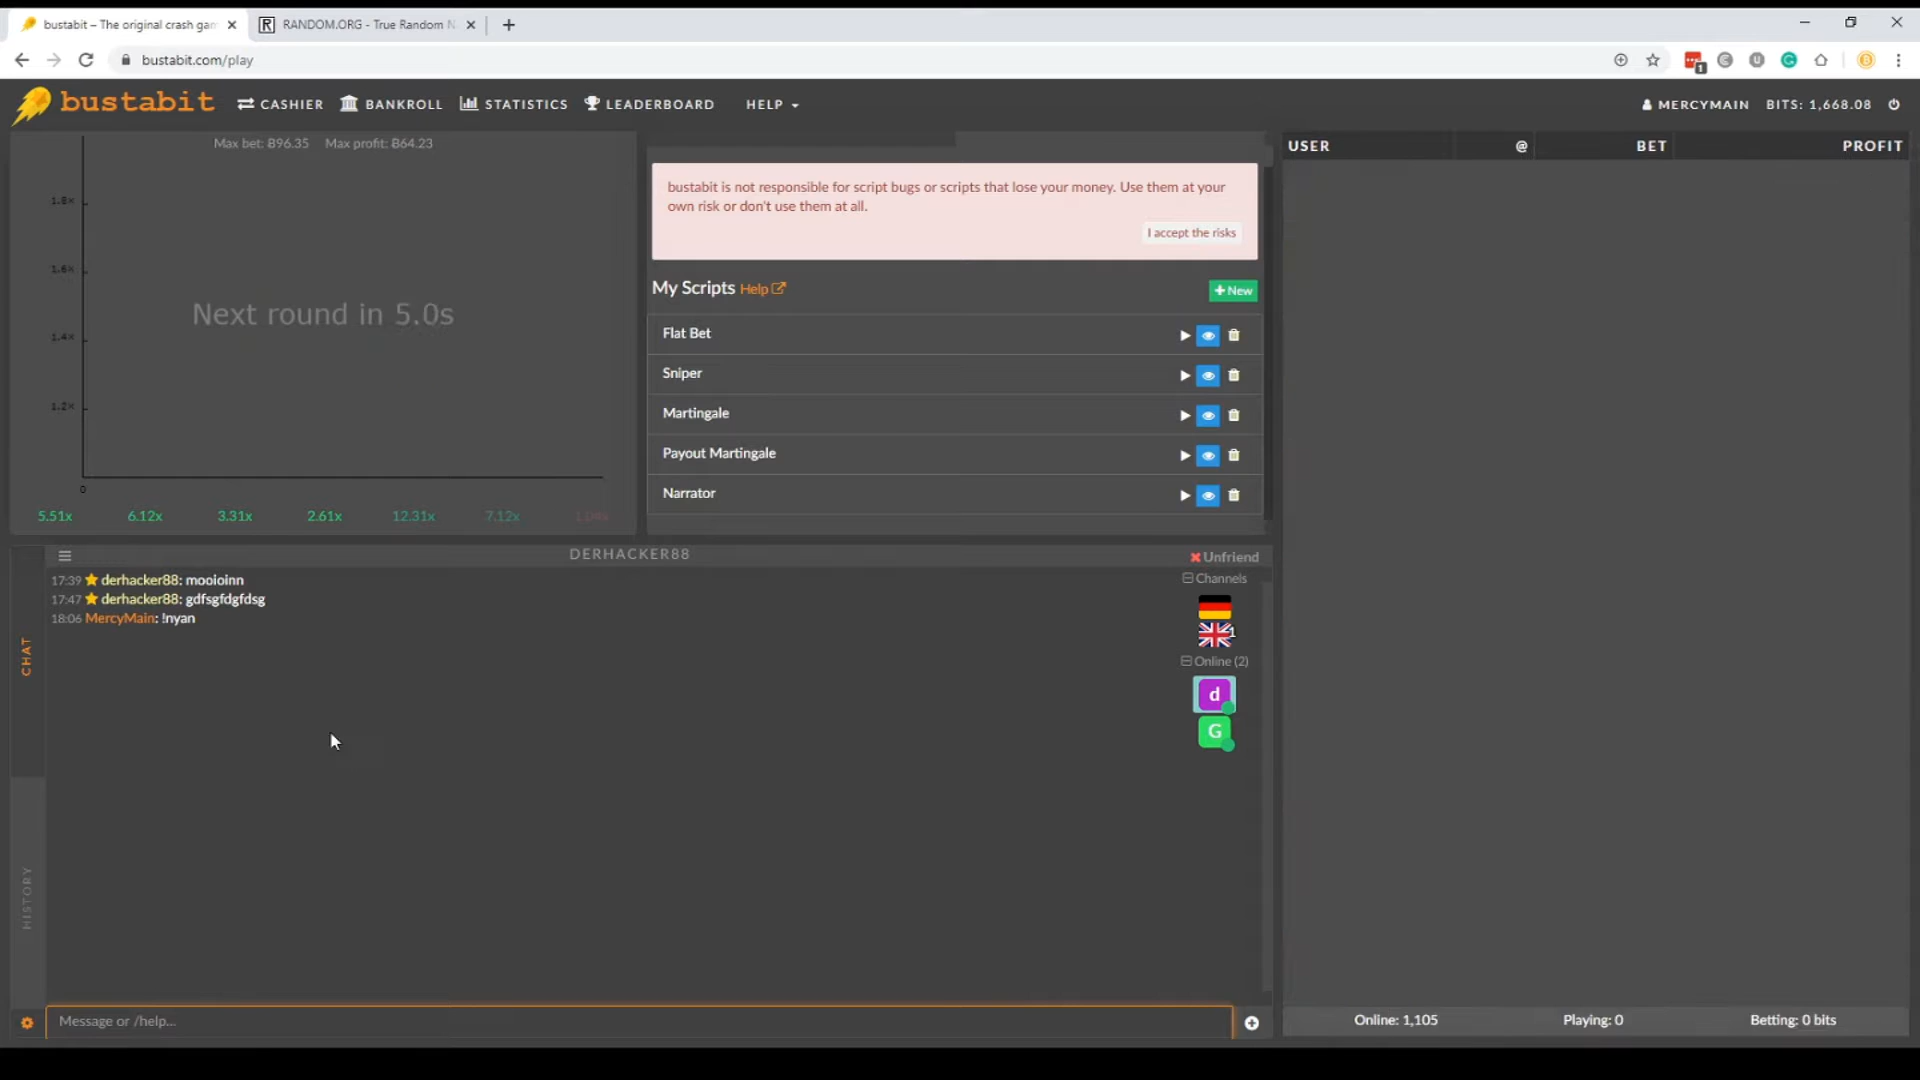 bustabit – The original crash gam
RANDOM.ORG - True Random N
bustabit.com/play
1
bustabit
CASHIER
BANKROLL
STATISTICS
LEADERBOARD
HELP
MERCYMAIN
BITS: 1,668.08
Max bet: Ƀ96.35 Max profit: Ƀ64.23
1.8×
1.6×
1.4×
1.2×
0
Next round in 5.0s
5.51x 6.12x 3.31x 2.61x 12.31x 7.12x
bustabit is not responsible for script bugs or scripts that lose your money. Use them at your
own risk or don't use them at all.
I accept the risks
My Scripts Help
New
Flat Bet
Sniper
Martingale
Payout Martingale
Narrator
USER @ BET PROFIT
CHAT
HISTORY
DERHACKER88
Unfriend
17:39 derhacker88: mooioinn
17:47 derhacker88: gdfsgfdgfdsg
18:06 MercyMain: !nyan
Channels
1
Online (2)
d
G
Message or /help...
Online: 1,105
Playing: 0
Betting: 0 bits